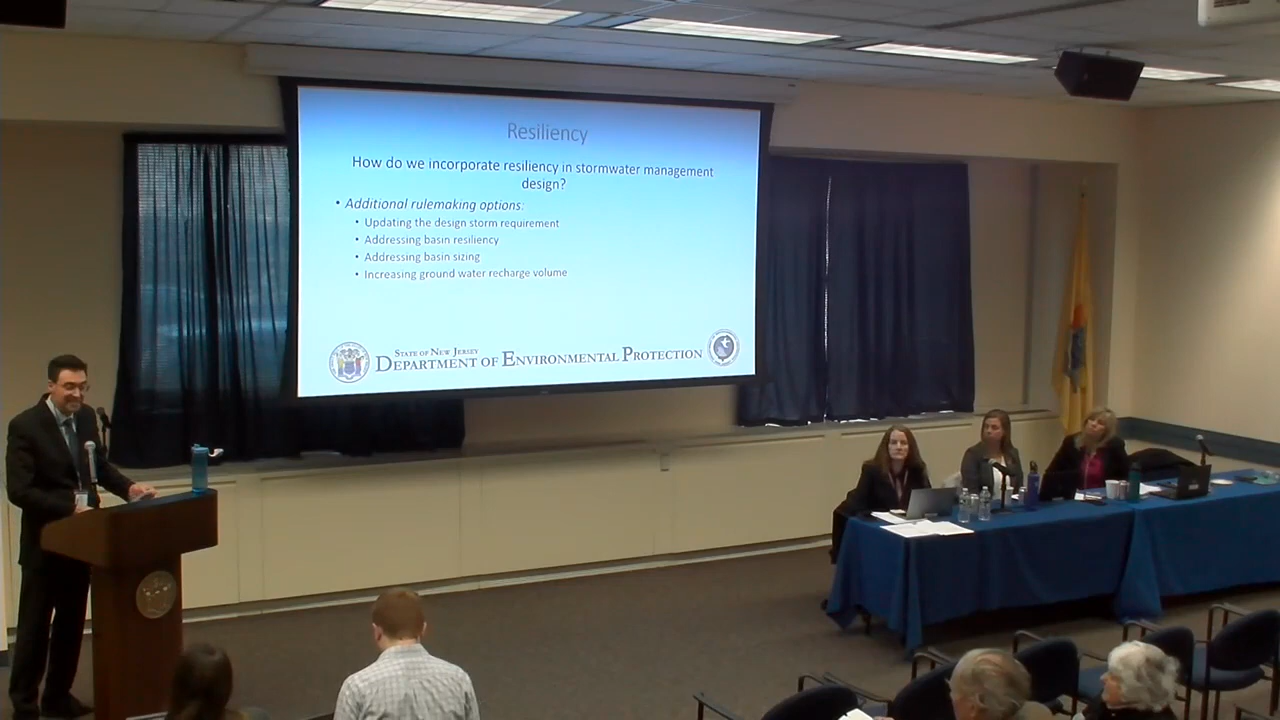 Resiliency
How do we incorporate resiliency in stormwater management
design?
• Additional rulemaking options:
• Updating the design storm requirement
• Addressing basin resiliency
• Addressing basin sizing
• Increasing ground water recharge volume
STATE OF NEW JERSEY
DEPARTMENT OF ENVIRONMENTAL PROTECTION